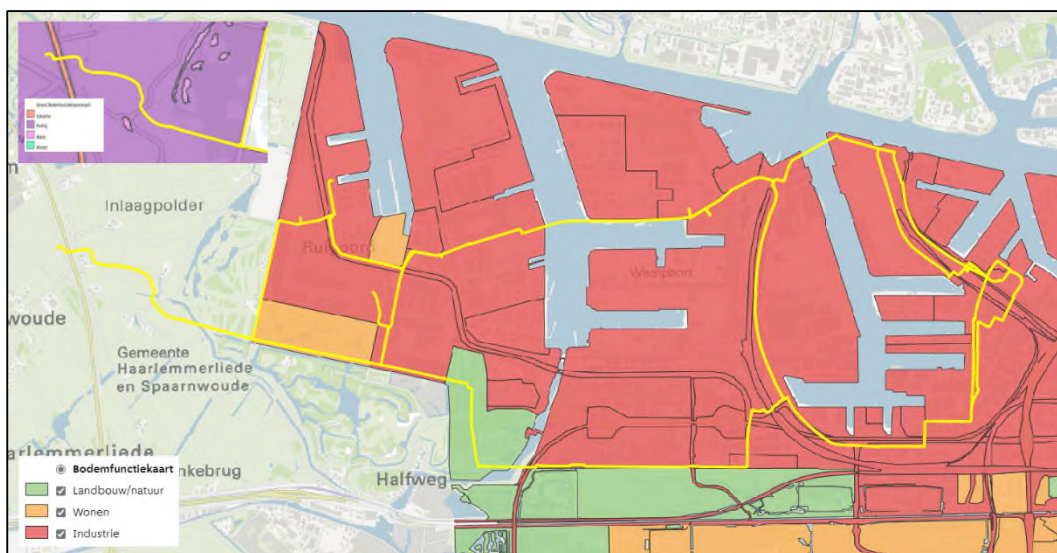 Inlaagpolder
Ruigoord
Westpoort
woude
Gemeente
Haarlemmerliede
en Spaarnwoude
arlemmerliede
nkebrug
Halfweg
Bodemfunctiekaart
Landbouw/natuur
Wonen
Industrie